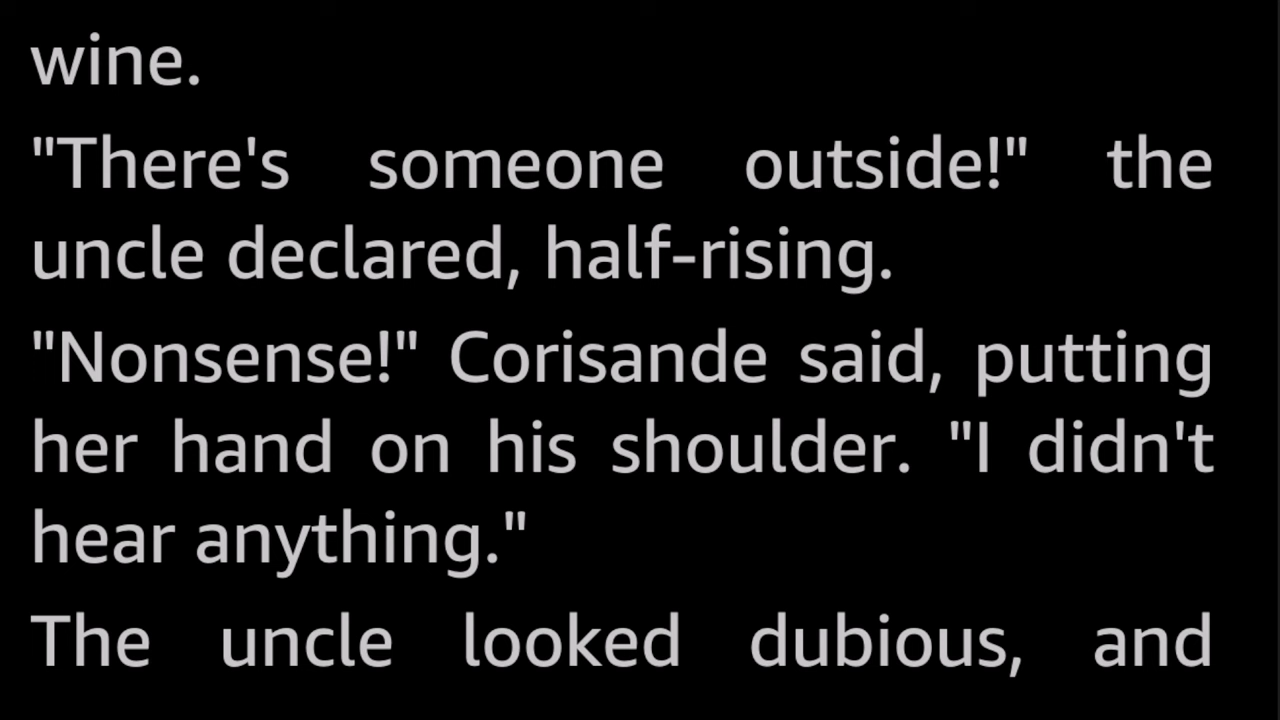 wine.
"There's someone outside!" the
uncle declared, half-rising.
"Nonsense!" Corisande said, putting
her hand on his shoulder. "I didn't
hear anything."
The uncle looked dubious, and